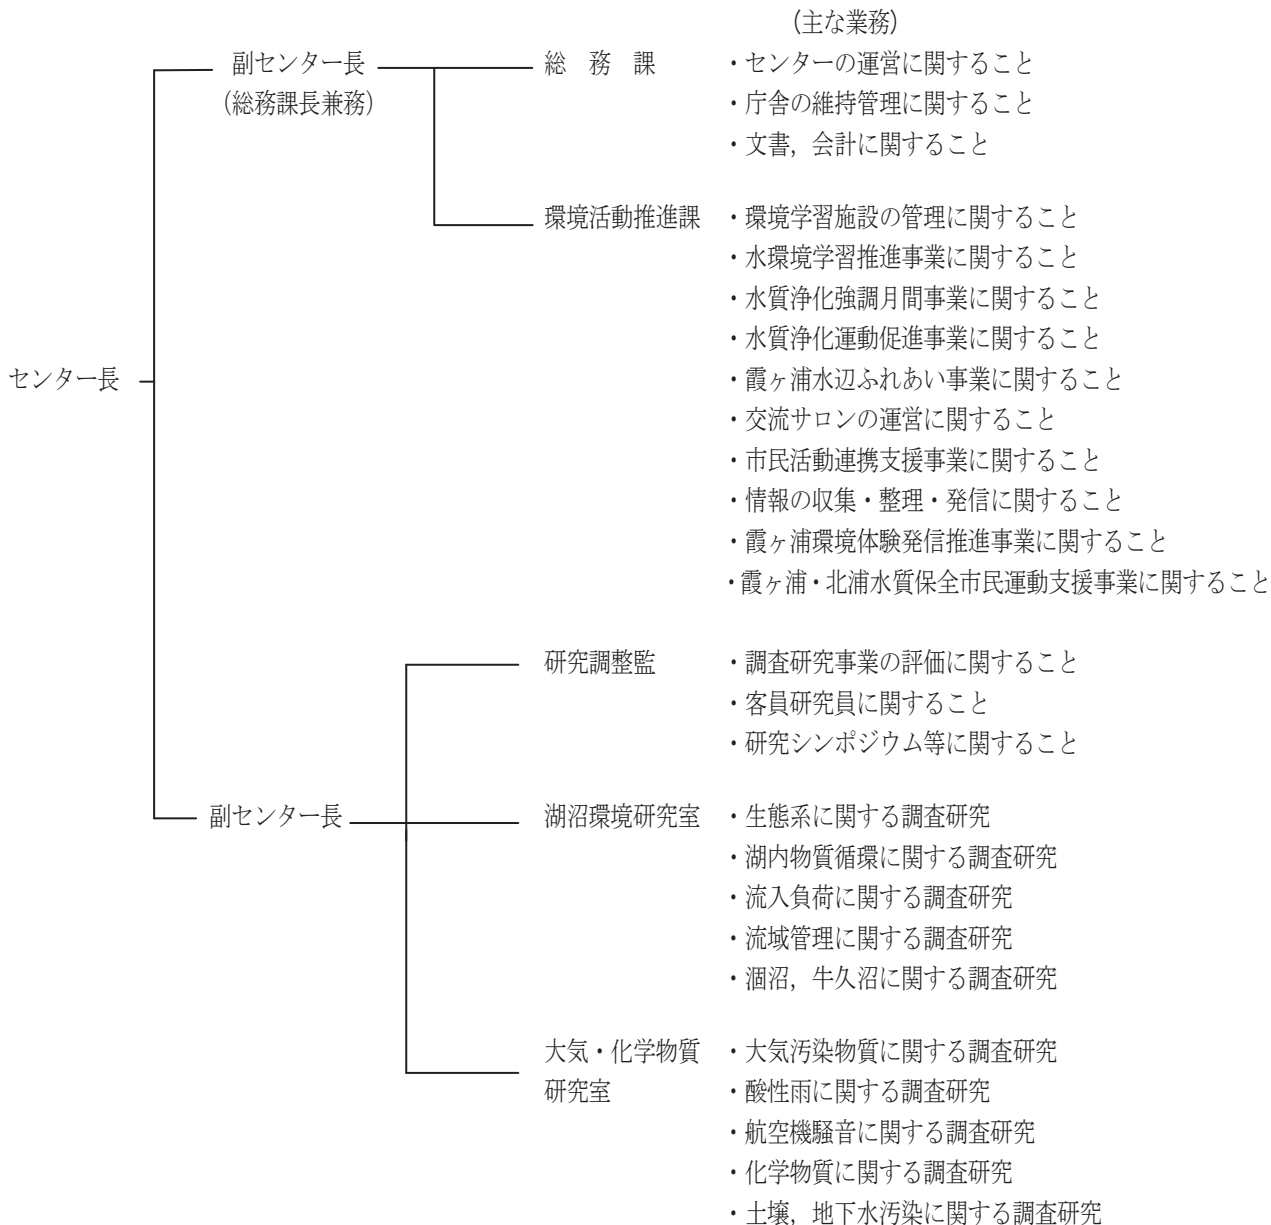 (主な業務)
副センター長 総 務 課 ・センターの運営に関すること
(総務課長兼務) ・庁舎の維持管理に関すること
・文書，会計に関すること
環境活動推進課 ・環境学習施設の管理に関すること
・水環境学習推進事業に関すること
・水質浄化強調月間事業に関すること
・水質浄化運動促進事業に関すること
センター長 ・霞ヶ浦水辺ふれあい事業に関すること
・交流サロンの運営に関すること
・市民活動連携支援事業に関すること
・情報の収集・整理・発信に関すること
・霞ヶ浦環境体験発信推進事業に関すること
・霞ヶ浦・北浦水質保全市民運動支援事業に関すること
研究調整監 ・調査研究事業の評価に関すること
・客員研究員に関すること
・研究シンポジウム等に関すること
副センター長 湖沼環境研究室 ・生態系に関する調査研究
・湖内物質循環に関する調査研究
・流入負荷に関する調査研究
・流域管理に関する調査研究
・涸沼，牛久沼に関する調査研究
大気・化学物質 ・大気汚染物質に関する調査研究
研究室 ・酸性雨に関する調査研究
・航空機騒音に関する調査研究
・化学物質に関する調査研究
・土壌，地下水汚染に関する調査研究